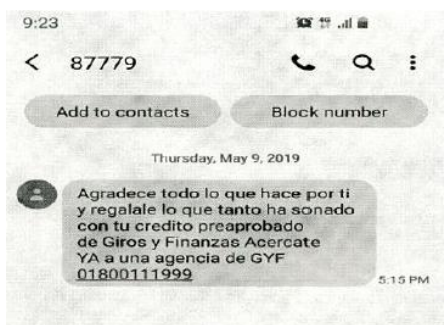 9:23
87779
Add to contacts Block number
Thursday, May 9, 2019
Agradece todo lo que hace por ti
y regalale lo que tanto ha sonado
con tu credito preaprobado
de Giros y Finanzas Acercate
YA a una agencia de GYF
01800111999
5:15 PM